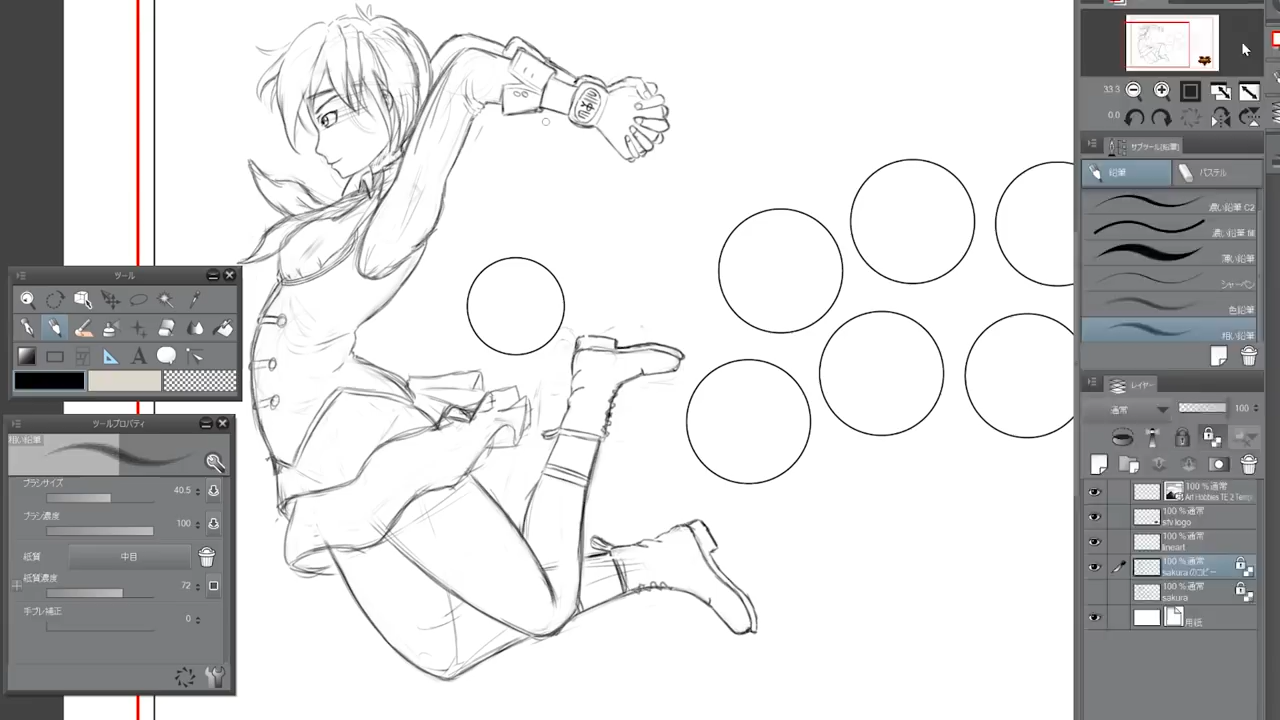 33.3
0.0
サブツール[鉛筆]
鉛筆
パステル
濃い鉛筆 C2
薄い鉛筆
シャーペン
色鉛筆
粗い鉛筆
レイヤー
通常
100
100 %通常
Art Hobbies TE 2 Temp
100 %通常
sfv logo
100 %通常
lineart
100 %通常
sakura のコピー
100 %通常
sakura
用紙
ツール
ツールプロパティ
粗い鉛筆
ブラシサイズ
40.5
ブラシ濃度
100
紙質
中目
紙質濃度
72
手ブレ補正
0